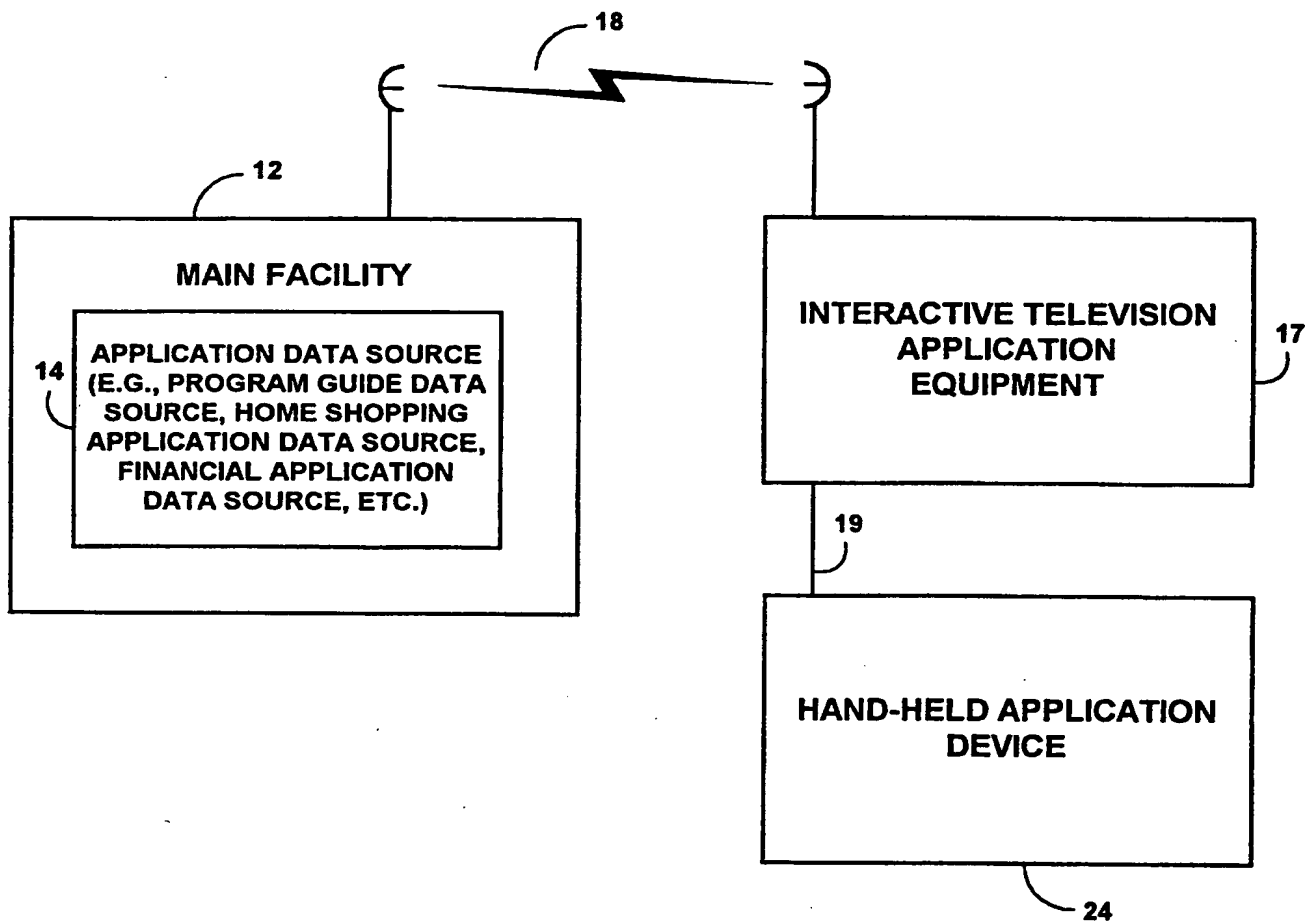 18
12
MAIN FACILITY
14
APPLICATION DATA SOURCE
(E.G., PROGRAM GUIDE DATA
SOURCE, HOME SHOPPING
APPLICATION DATA SOURCE,
FINANCIAL APPLICATION
DATA SOURCE, ETC.)
INTERACTIVE TELEVISION
APPLICATION
EQUIPMENT
17
19
HAND-HELD APPLICATION
DEVICE
24